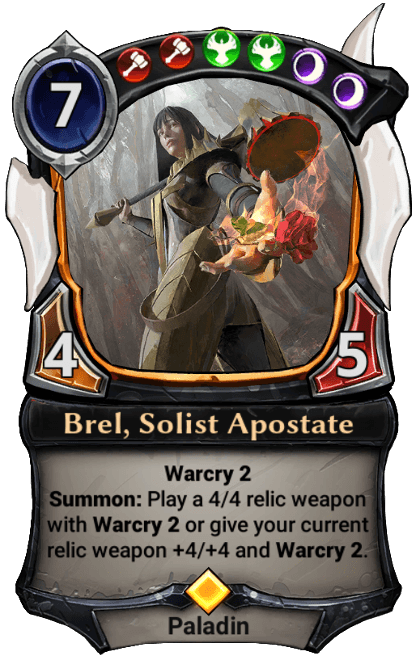 7
4
5
Brel, Solist Apostate
Warcry 2
Summon: Play a 4/4 relic weapon
with Warcry 2 or give your current
relic weapon +4/+4 and Warcry 2.
Paladin